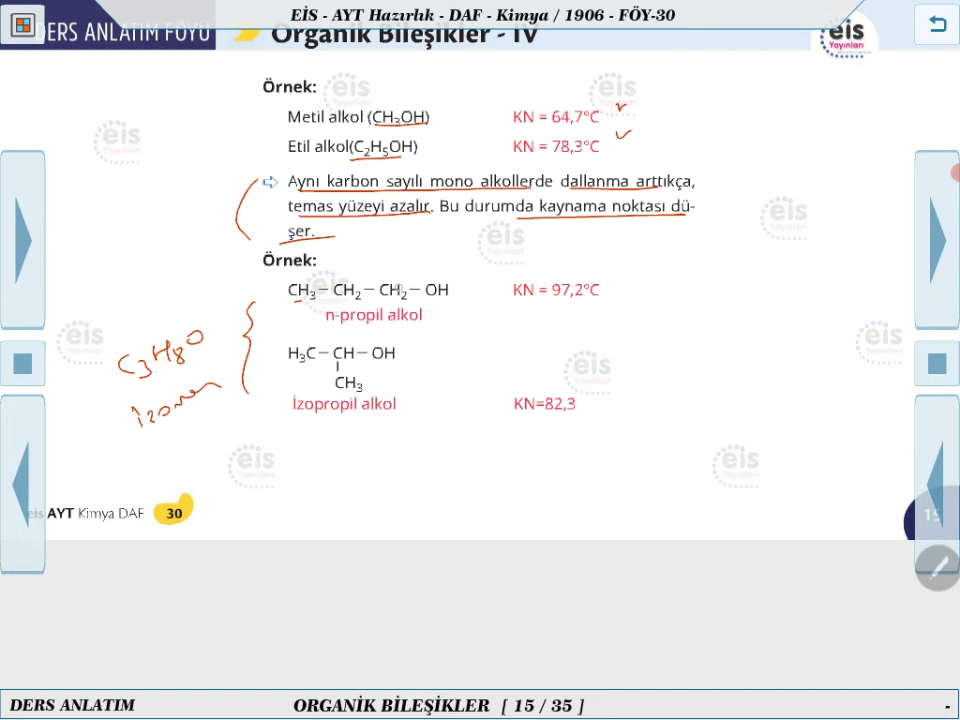 EİS - AYT Hazırlık - DAF - Kimya / 1906 - FÖY-30
DERS ANLATIM FÖYÜ
Organik Bileşikler - IV
eis
Yayınları
Örnek:
Metil alkol (CH₃OH) KN = 64,7°C
Etil alkol(C₂H₅OH) KN = 78,3°C
Aynı karbon sayılı mono alkollerde dallanma arttıkça,
temas yüzeyi azalır. Bu durumda kaynama noktası dü-
şer.
Örnek:
CH₃ – CH₂ – CH₂ – OH KN = 97,2°C
n-propil alkol
C₃H₈O
H₃C – CH – OH
CH₃
İzopropil alkol KN=82,3
İzomer
eis AYT Kimya DAF 30
15
DERS ANLATIM ORGANİK BİLEŞİKLER [ 15 / 35 ] -